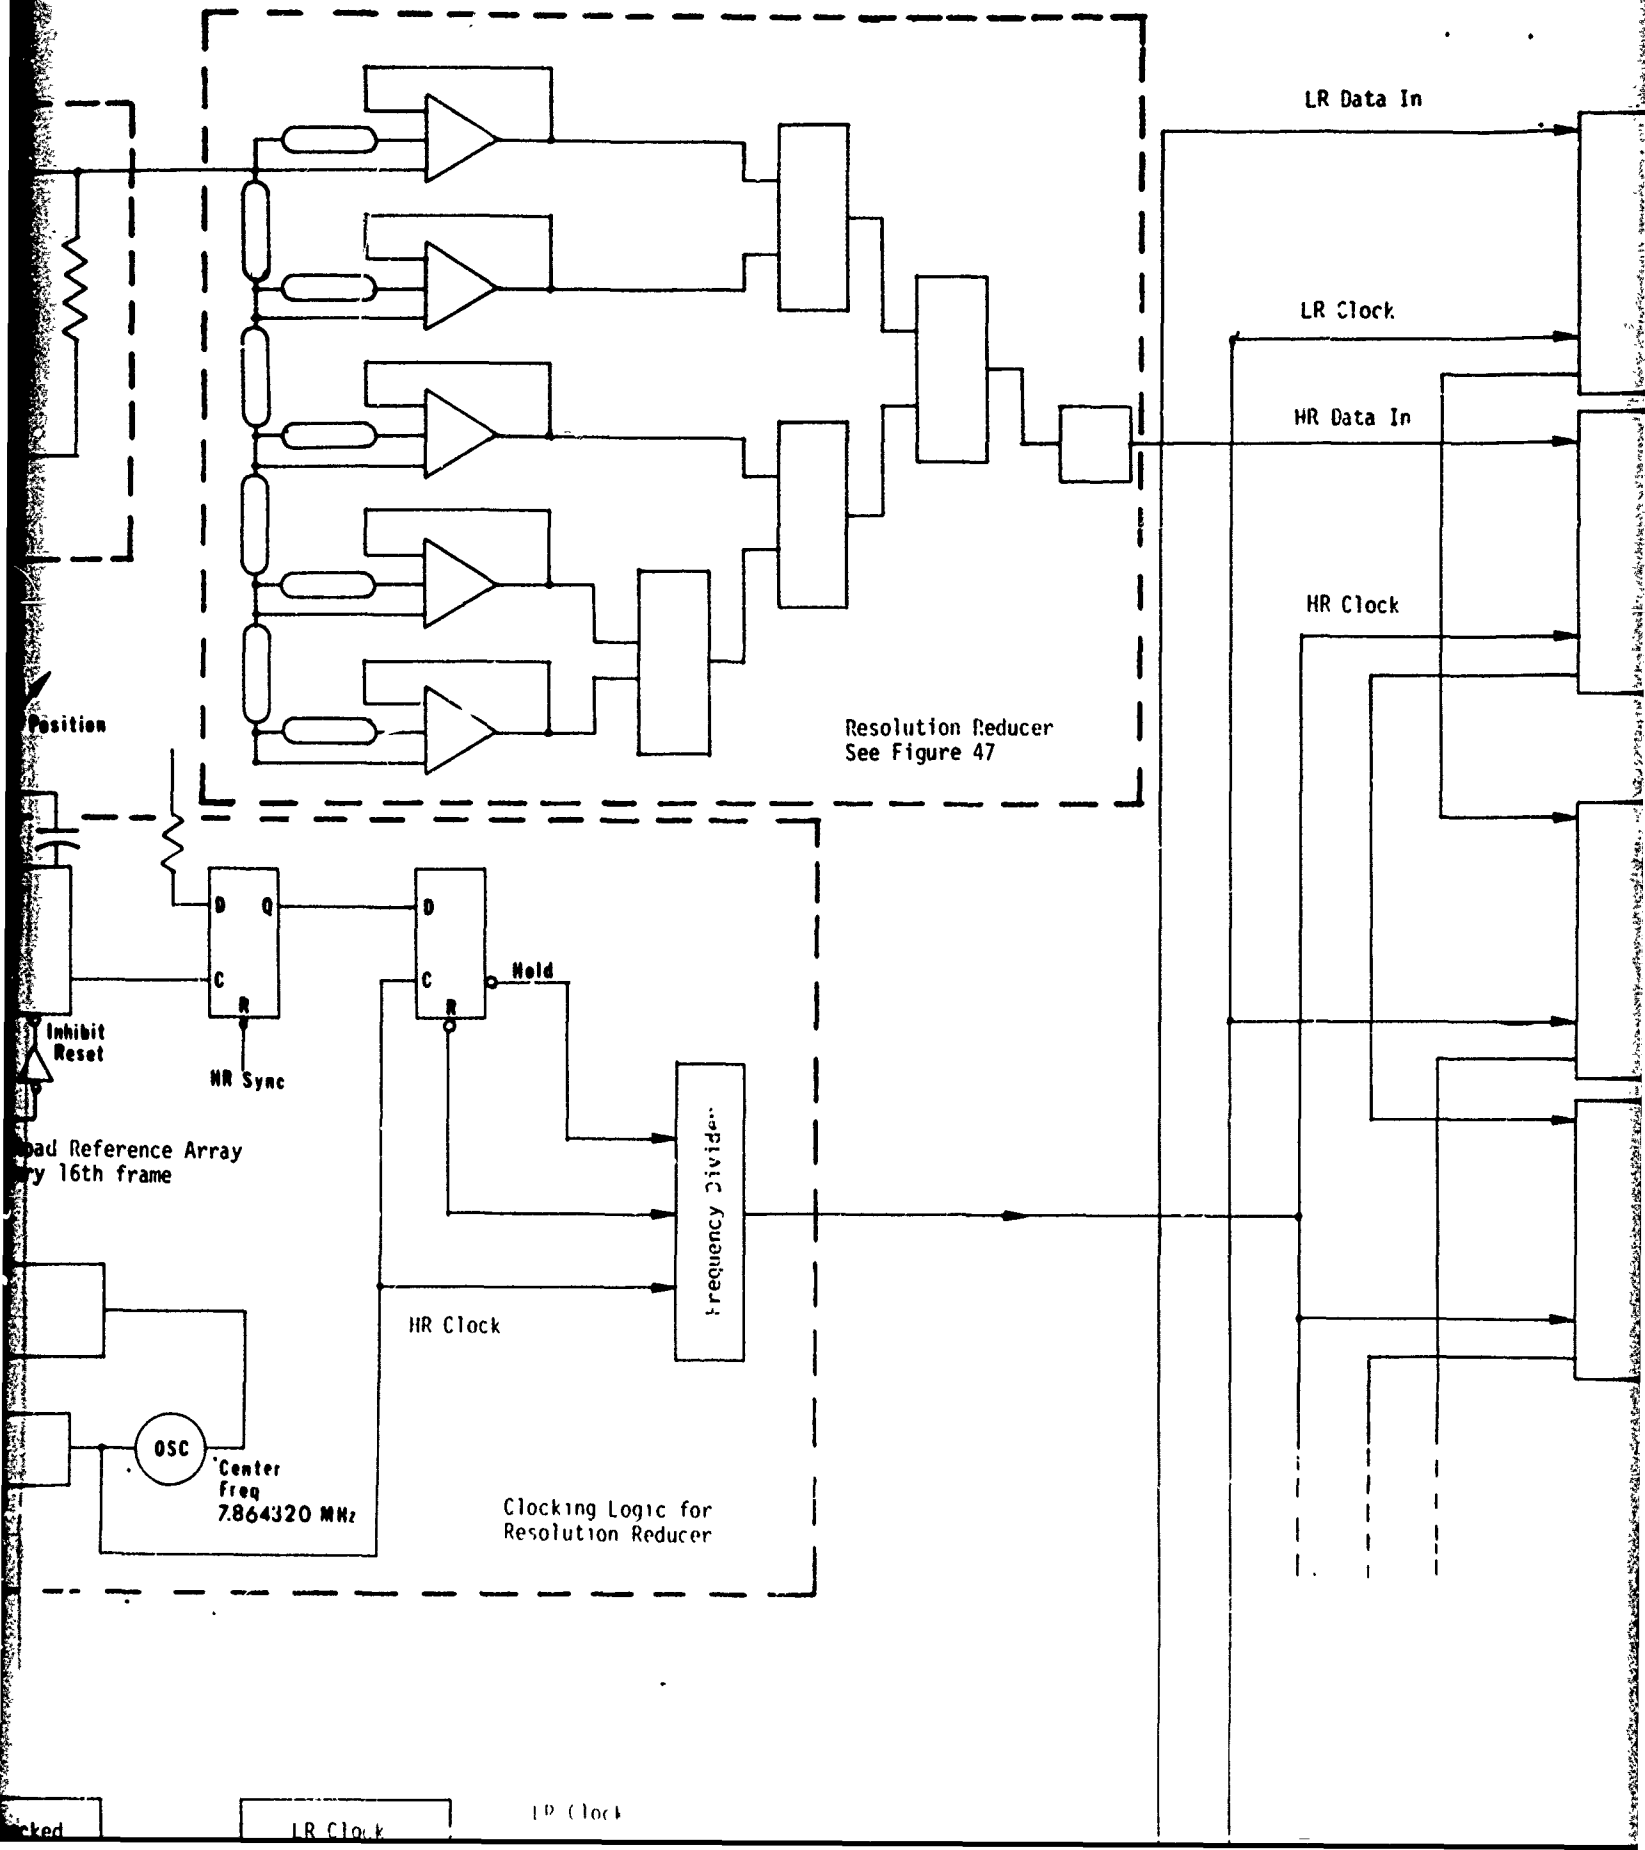 LR Data In
LR Clock
HR Data In
HR Clock
Position
Resolution Reducer
See Figure 47
D Q
C
R
HR Sync
D
C
R
Hold
Inhibit
Reset
Reference Array
16th frame
Frequency Divider
HR Clock
OSC
Center
Freq
7.864320 MHz
Clocking Logic for
Resolution Reducer
LR Clock
LR Clock